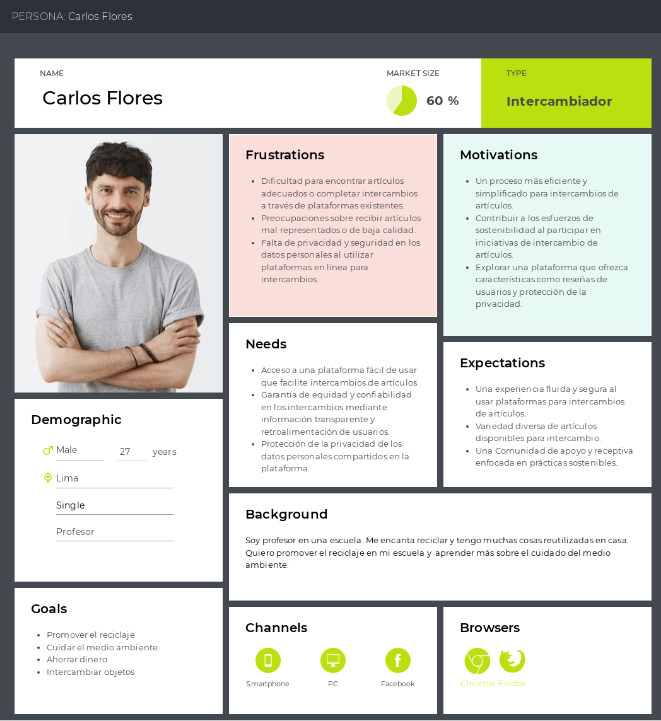 PERSONA: Carlos Flores
NAME
Carlos Flores
MARKET SIZE
60 %
TYPE
Intercambiador
Frustrations
Dificultad para encontrar artículos
adecuados o completar intercambios
a través de plataformas existentes.
Preocupaciones sobre recibir artículos
mal representados o de baja calidad.
Falta de privacidad y seguridad en los
datos personales al utilizar
plataformas en línea para
intercambios.
Motivations
Un proceso más eficiente y
simplificado para intercambios de
artículos.
Contribuir a los esfuerzos de
sostenibilidad al participar en
iniciativas de intercambio de
artículos.
Explorar una plataforma que ofrezca
características como reseñas de
usuarios y protección de la
privacidad.
Needs
Acceso a una plataforma fácil de usar
que facilite intercambios de artículos.
Garantía de equidad y confiabilidad
en los intercambios mediante
información transparente y
retroalimentación de usuarios.
Protección de la privacidad de los
datos personales compartidos en la
plataforma.
Expectations
Una experiencia fluida y segura al
usar plataformas para intercambios
de artículos.
Variedad diversa de artículos
disponibles para intercambio.
Una Comunidad de apoyo y receptiva
enfocada en prácticas sostenibles.
Demographic
Male 27 years
Lima
Single
Profesor
Background
Soy profesor en una escuela. Me encanta reciclar y tengo muchas cosas reutilizadas en casa.
Quiero promover el reciclaje en mi escuela y aprender más sobre el cuidado del medio
ambiente.
Goals
Promover el reciclaje
Cuidar el medio ambiente
Ahorrar dinero
Intercambiar objetos
Channels
Smartphone PC Facebook
Browsers
Chrome Firefox